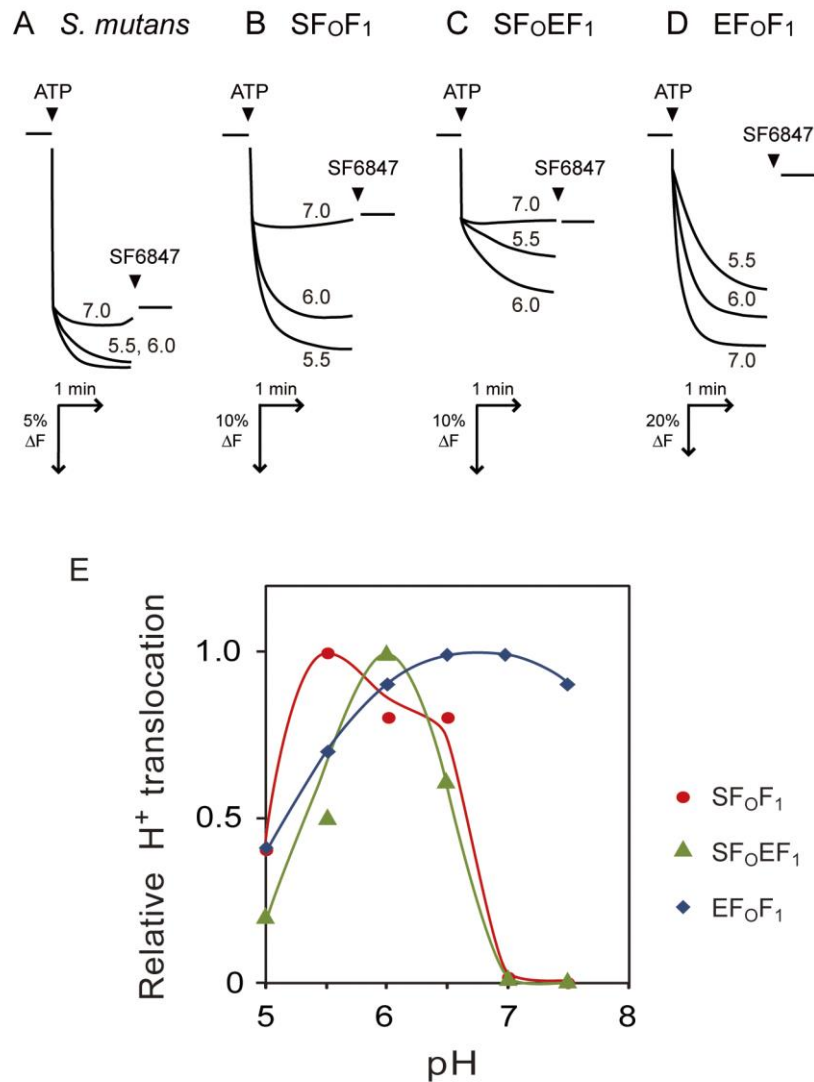 A S. mutans
ATP
SF6847
7.0
5.5, 6.0
1 min
5%
ΔF
B SFOF1
ATP
SF6847
7.0
6.0
5.5
1 min
10%
ΔF
C SFOEF1
ATP
SF6847
7.0
5.5
6.0
1 min
10%
ΔF
D EFOF1
ATP
SF6847
5.5
6.0
7.0
1 min
20%
ΔF
E
Relative H+ translocation
1.0
0.5
0
5 6 7 8
pH
SFOF1
SFOEF1
EFOF1